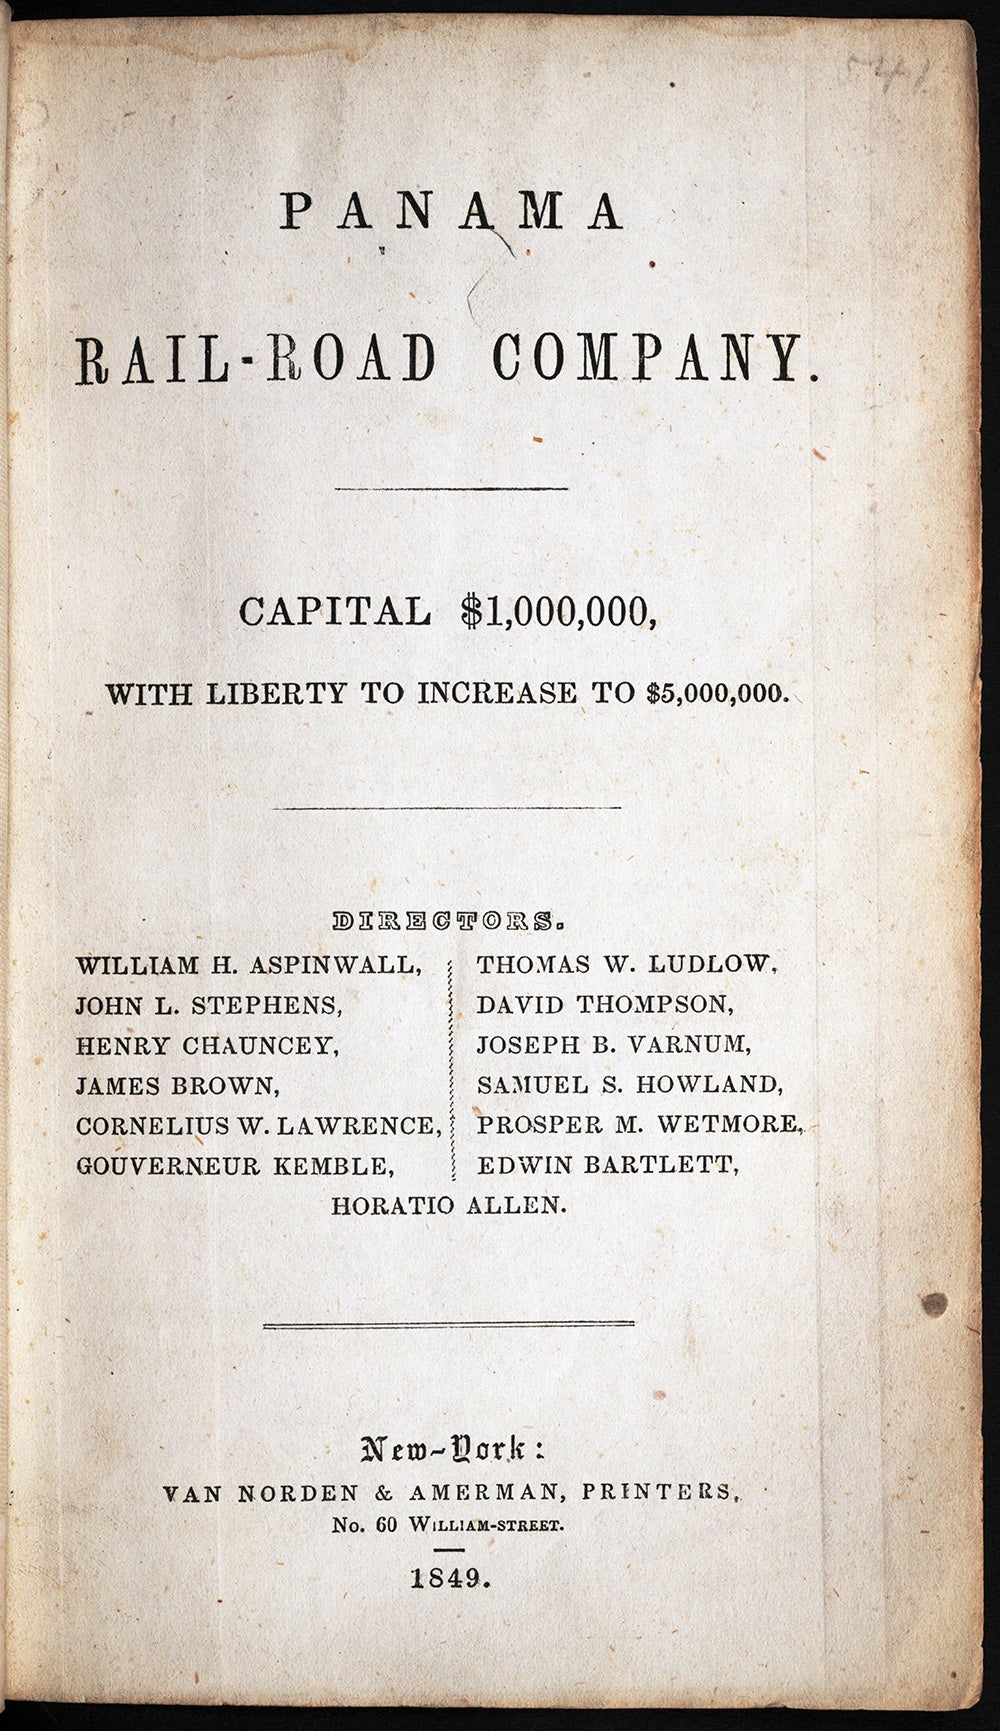 PANAMA
RAIL-ROAD COMPANY.
CAPITAL $1,000,000,
WITH LIBERTY TO INCREASE TO $5,000,000.
DIRECTORS.
WILLIAM H. ASPINWALL,
JOHN L. STEPHENS,
HENRY CHAUNCEY,
JAMES BROWN,
CORNELIUS W. LAWRENCE,
GOUVERNEUR KEMBLE,
THOMAS W. LUDLOW,
DAVID THOMPSON,
JOSEPH B. VARNUM,
SAMUEL S. HOWLAND,
PROSPER M. WETMORE,
EDWIN BARTLETT,
HORATIO ALLEN.
New-York:
VAN NORDEN & AMERMAN, PRINTERS,
No. 60 WILLIAM-STREET.
1849.